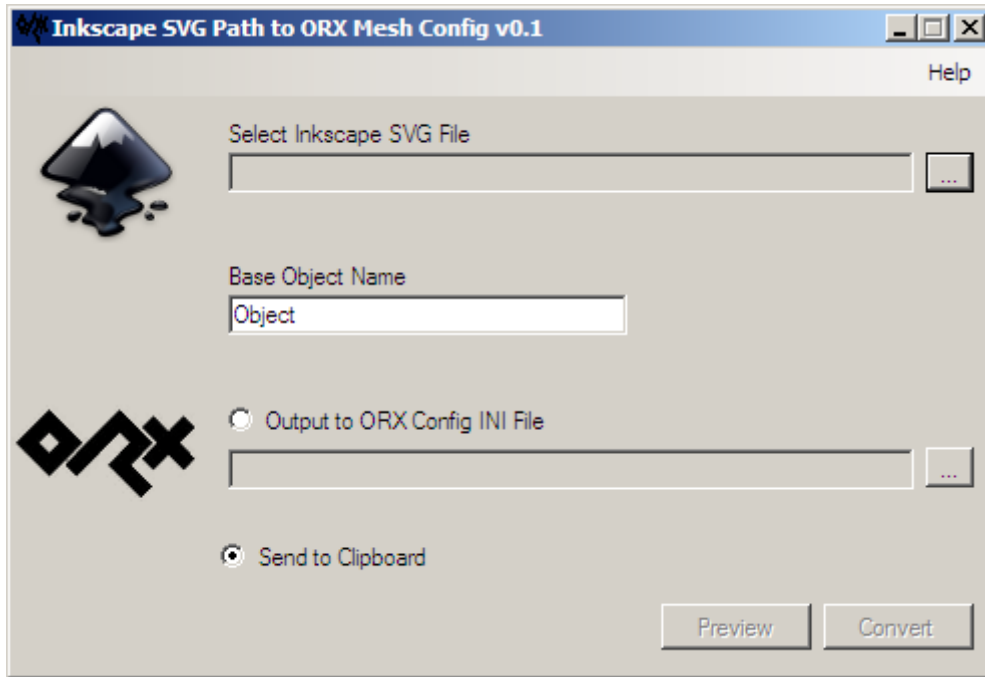 Inkscape SVG Path to ORX Mesh Config v0.1
Help
Select Inkscape SVG File
...
Base Object Name
Object
orx
Output to ORX Config INI File
...
Send to Clipboard
Preview
Convert